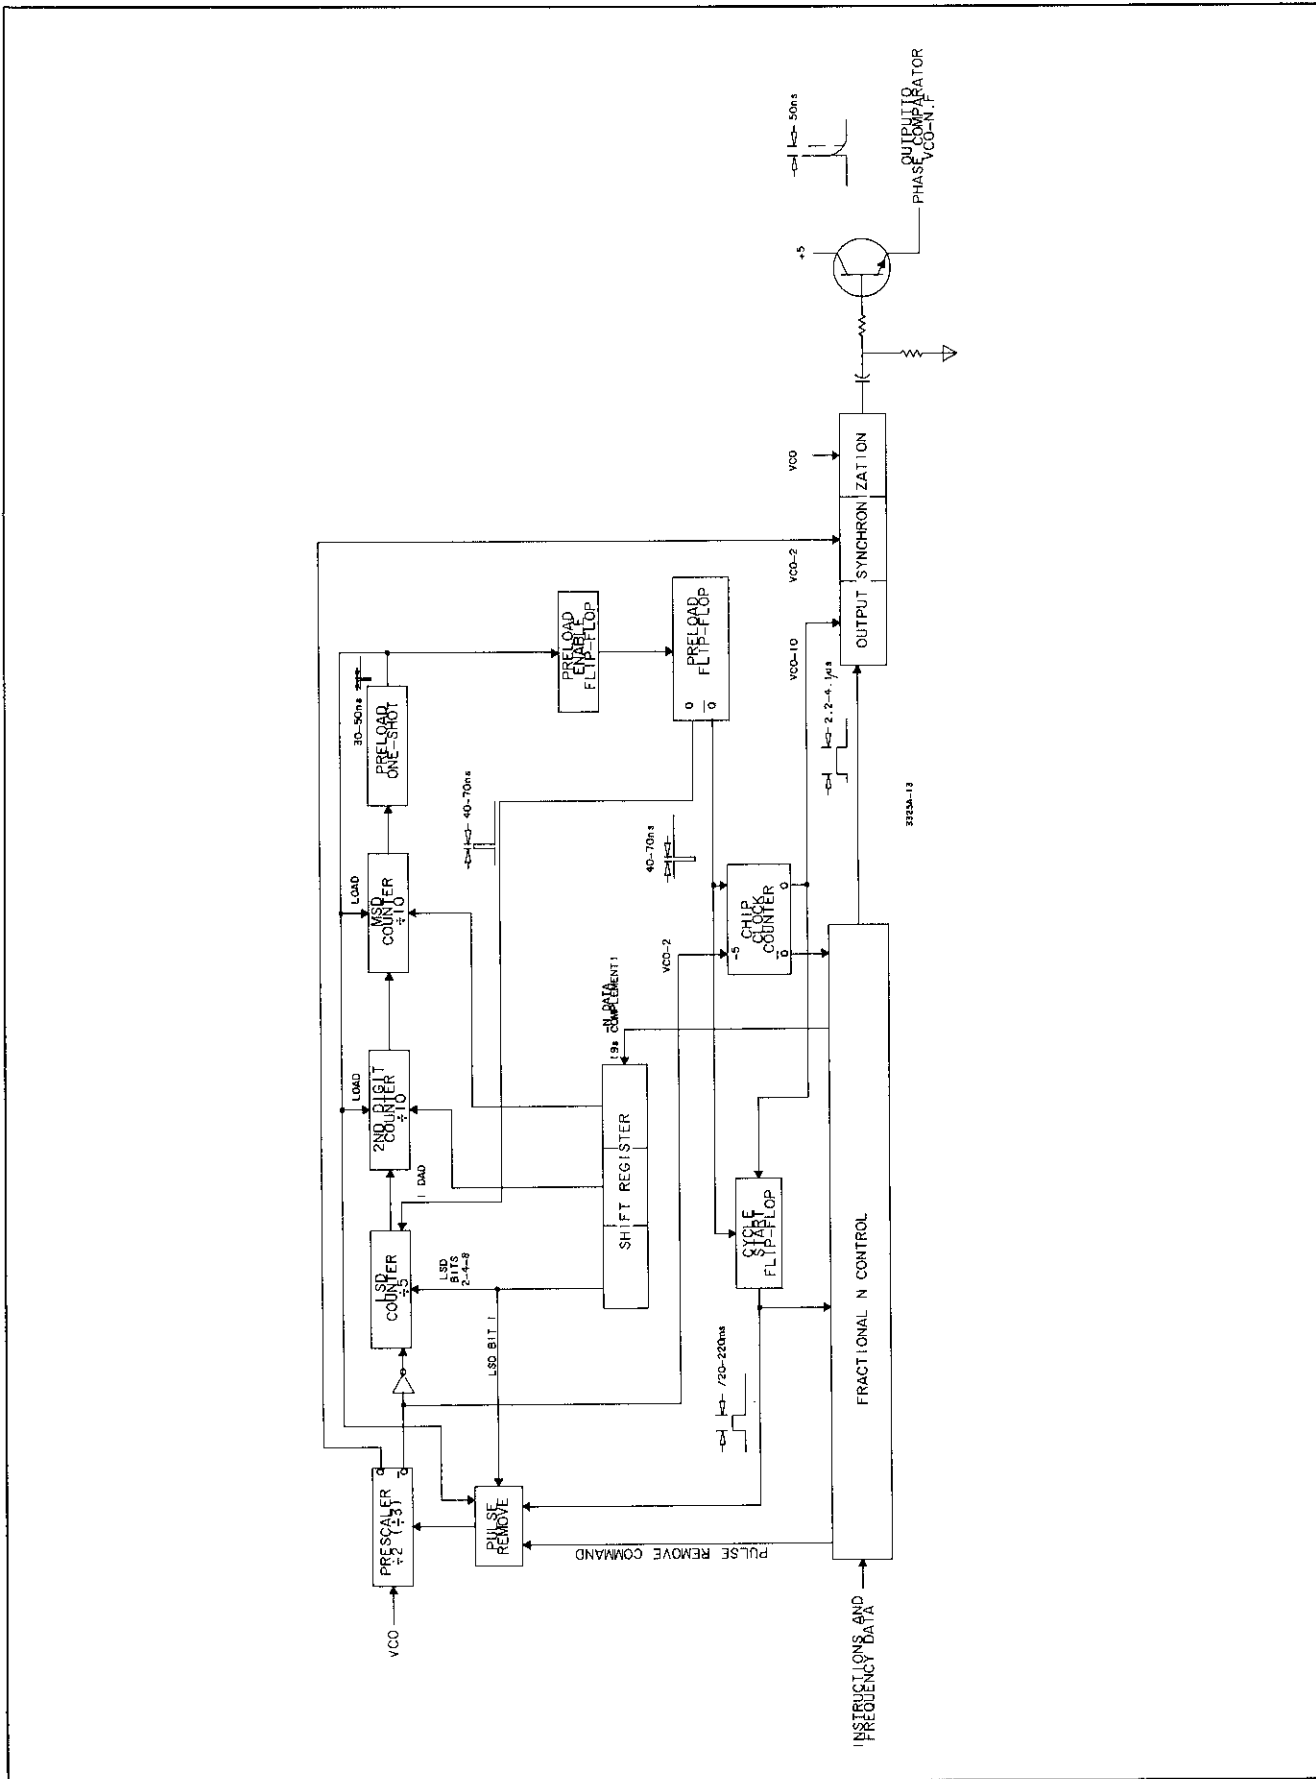 VCO
PRESCALER
÷2 (÷3)
Q
Q
PULSE
REMOVE
LSD
COUNTER
÷5
LSD
BITS
2-4-8
LSD BIT 1
2ND DIGIT
COUNTER
÷10
LOAD
MSD
COUNTER
÷10
LOAD
PRELOAD
ONE-SHOT
30-50ns
PRELOAD
ENABLE
FLIP-FLOP
PRELOAD
FLIP-FLOP
Q
Q
40-70ns
40-70ns
SHIFT REGISTER
-N DATA
(9s COMPLEMENT)
VCO-2
-5
CHIP
CLOCK
COUNTER
Q
Q
CYCLE
START
FLIP-FLOP
/20-220ms
PULSE REMOVE COMMAND
INSTRUCTIONS AND
FREQUENCY DATA
FRACTIONAL N CONTROL
2.2-4.1µs
VCO-10
VCO-2
VCO
OUTPUT SYNCHRONIZATION
+5
50ns
OUTPUT TO
PHASE COMPARATOR
VCO-N.F
3325A-13